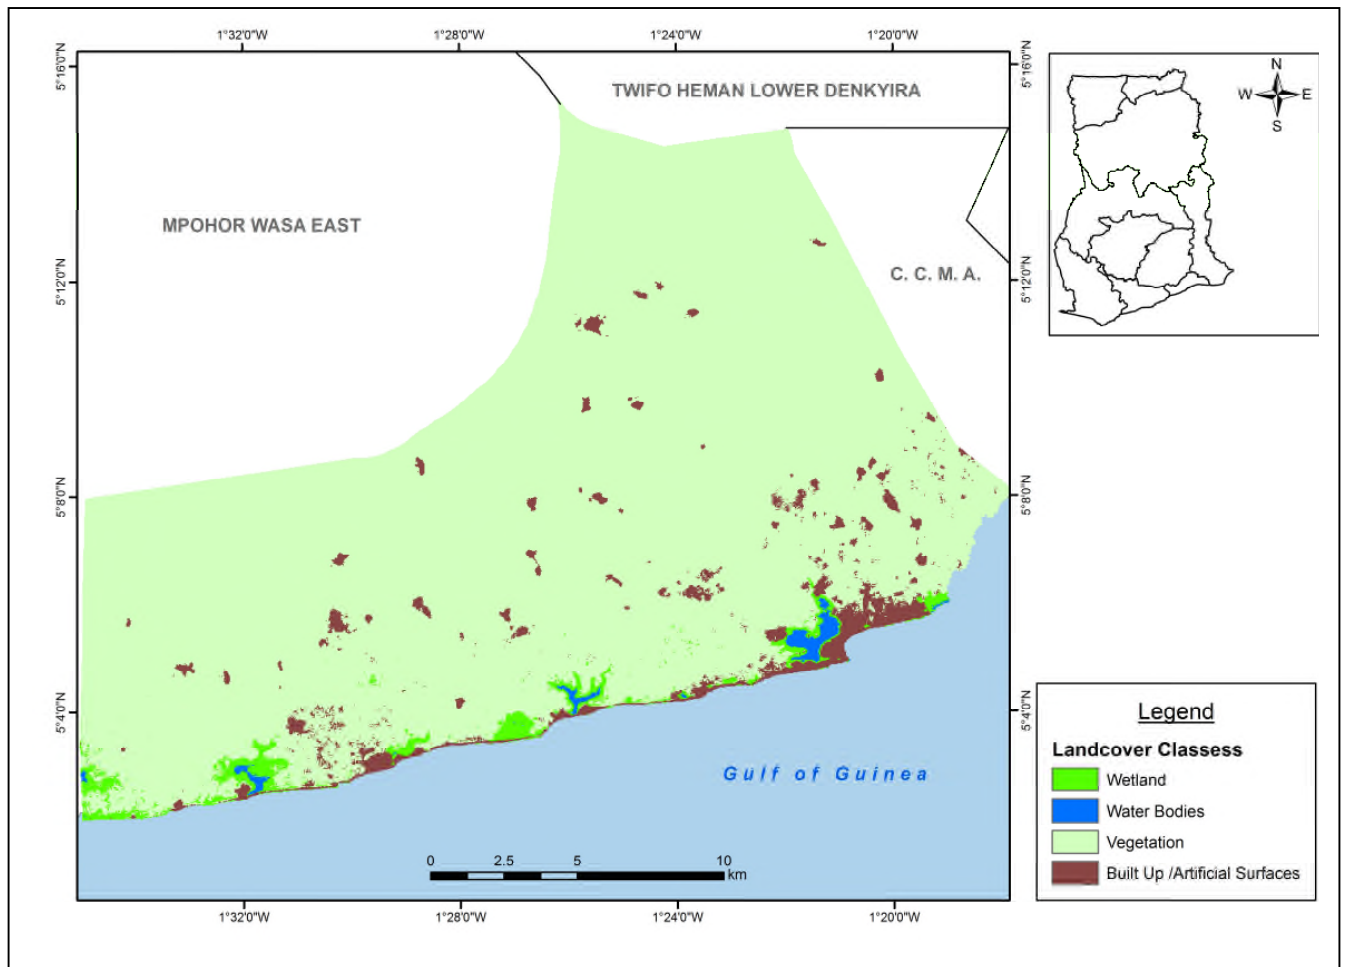 1°32'0"W 1°28'0"W 1°24'0"W 1°20'0"W
5°16'0"N 5°16'0"N
TWIFO HEMAN LOWER DENKYIRA
N
W E
S
MPOHOR WASA EAST
C. C. M. A.
5°12'0"N 5°12'0"N
5°8'0"N 5°8'0"N
5°4'0"N 5°4'0"N
Gulf of Guinea
0 2.5 5 10
km
Legend
Landcover Classess
Wetland
Water Bodies
Vegetation
Built Up /Artificial Surfaces
1°32'0"W 1°28'0"W 1°24'0"W 1°20'0"W